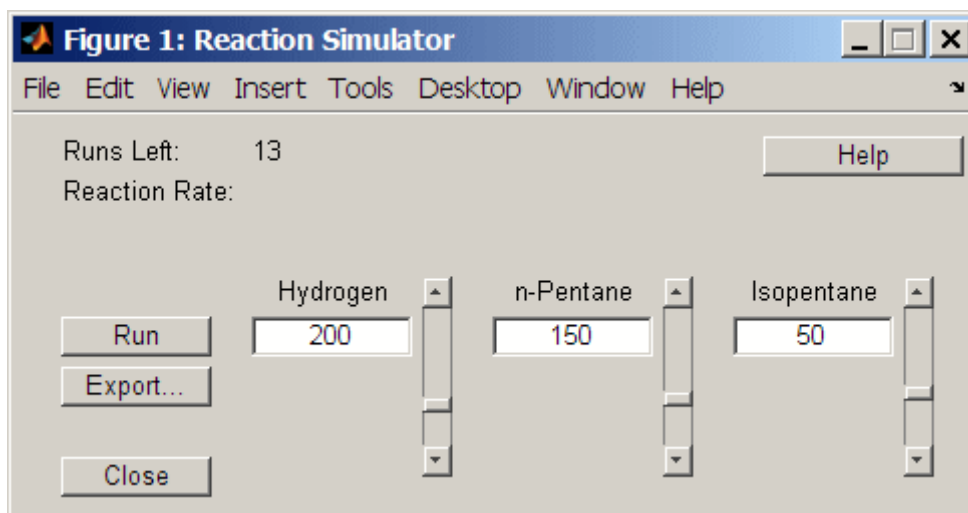 Figure 1: Reaction Simulator
File Edit View Insert Tools Desktop Window Help
Runs Left: 13
Help
Reaction Rate:
Hydrogen n-Pentane Isopentane
Run 200 150 50
Export...
Close